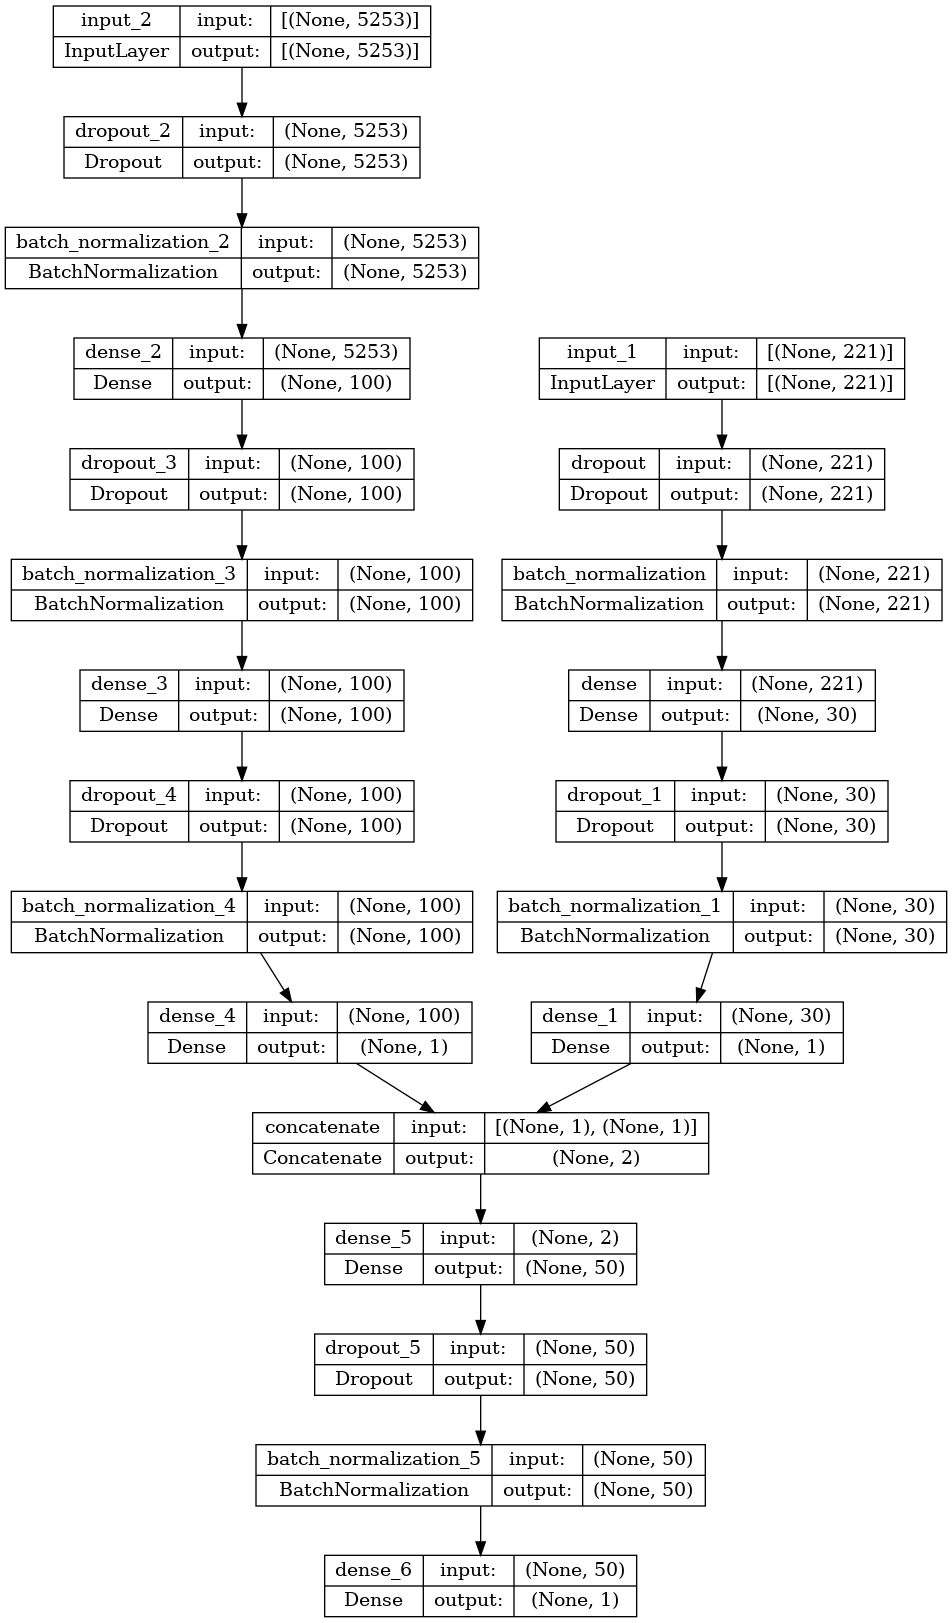 input_2 input: [(None, 5253)]
InputLayer output: [(None, 5253)]
dropout_2 input: (None, 5253)
Dropout output: (None, 5253)
batch_normalization_2 input: (None, 5253)
BatchNormalization output: (None, 5253)
dense_2 input: (None, 5253)
Dense output: (None, 100)
dropout_3 input: (None, 100)
Dropout output: (None, 100)
batch_normalization_3 input: (None, 100)
BatchNormalization output: (None, 100)
dense_3 input: (None, 100)
Dense output: (None, 100)
dropout_4 input: (None, 100)
Dropout output: (None, 100)
batch_normalization_4 input: (None, 100)
BatchNormalization output: (None, 100)
dense_4 input: (None, 100)
Dense output: (None, 1)
input_1 input: [(None, 221)]
InputLayer output: [(None, 221)]
dropout input: (None, 221)
Dropout output: (None, 221)
batch_normalization input: (None, 221)
BatchNormalization output: (None, 221)
dense input: (None, 221)
Dense output: (None, 30)
dropout_1 input: (None, 30)
Dropout output: (None, 30)
batch_normalization_1 input: (None, 30)
BatchNormalization output: (None, 30)
dense_1 input: (None, 30)
Dense output: (None, 1)
concatenate input: [(None, 1), (None, 1)]
Concatenate output: (None, 2)
dense_5 input: (None, 2)
Dense output: (None, 50)
dropout_5 input: (None, 50)
Dropout output: (None, 50)
batch_normalization_5 input: (None, 50)
BatchNormalization output: (None, 50)
dense_6 input: (None, 50)
Dense output: (None, 1)